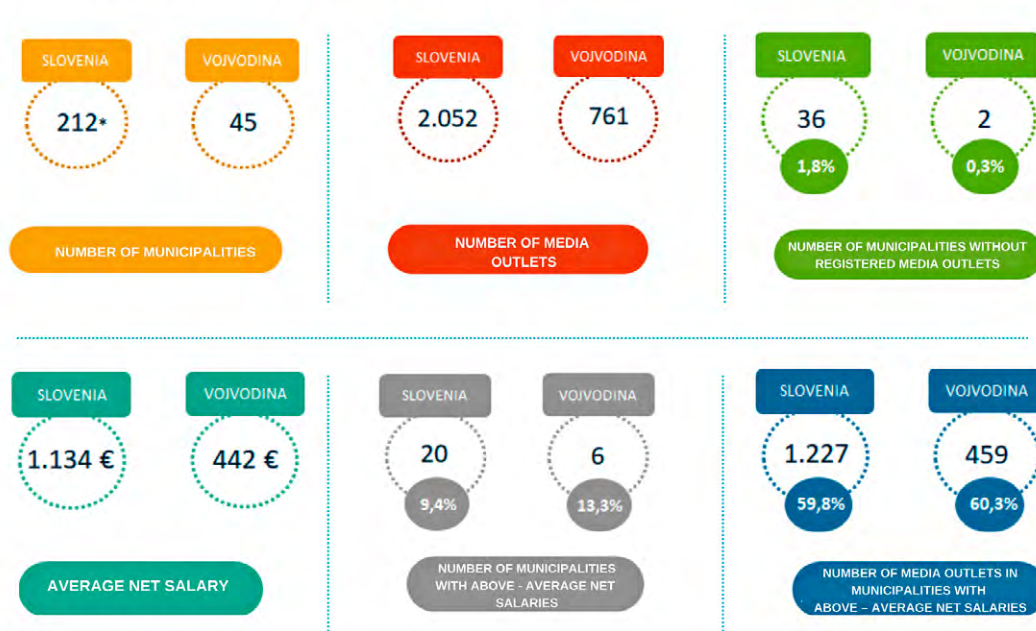 SLOVENIA
VOJVODINA
212*
45
NUMBER OF MUNICIPALITIES
SLOVENIA
VOJVODINA
2.052
761
NUMBER OF MEDIA
OUTLETS
SLOVENIA
VOJVODINA
36
2
1,8%
0,3%
NUMBER OF MUNICIPALITIES WITHOUT
REGISTERED MEDIA OUTLETS
SLOVENIA
VOJVODINA
1.134 €
442 €
AVERAGE NET SALARY
SLOVENIA
VOJVODINA
20
6
9,4%
13,3%
NUMBER OF MUNICIPALITIES
WITH ABOVE - AVERAGE NET
SALARIES
SLOVENIA
VOJVODINA
1.227
459
59,8%
60,3%
NUMBER OF MEDIA OUTLETS IN
MUNICIPALITIES WITH
ABOVE – AVERAGE NET SALARIES